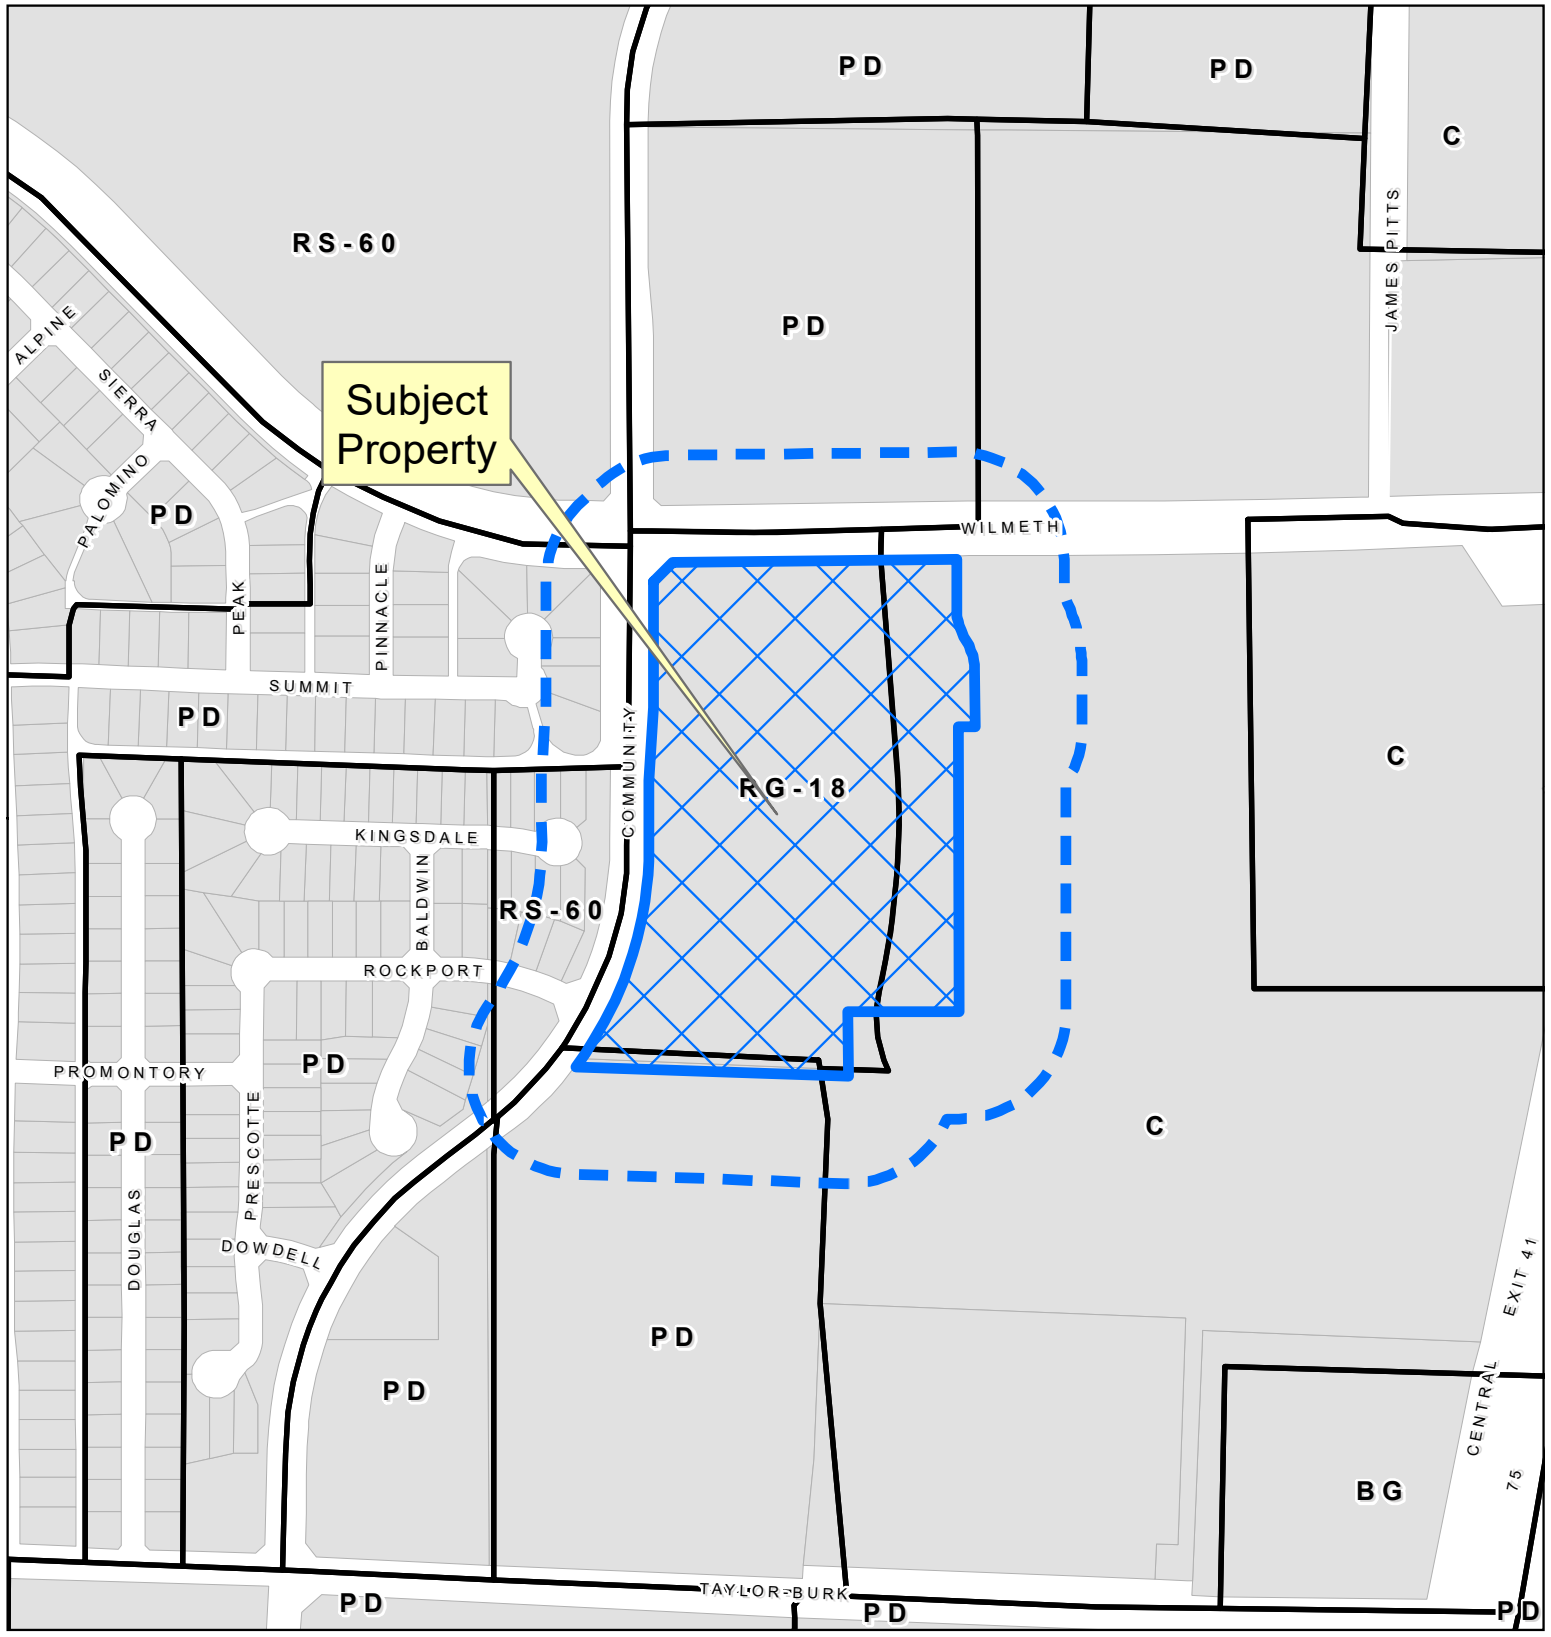 PD
PD
C
RS-60
JAMES PITTS
PD
ALPINE
SIERRA
Subject
Property
PALOMINO
PD
WILMETH
PEAK
PINNACLE
SUMMIT
PD
COMMUNITY
C
RG-18
KINGSDALE
BALDWIN
RS-60
ROCKPORT
PD
PROMONTORY
C
PD
PRESCOTTE
DOUGLAS
DOWDELL
EXIT 41
PD
PD
CENTRAL
75
BG
TAYLOR-BURK
PD
PD
PD